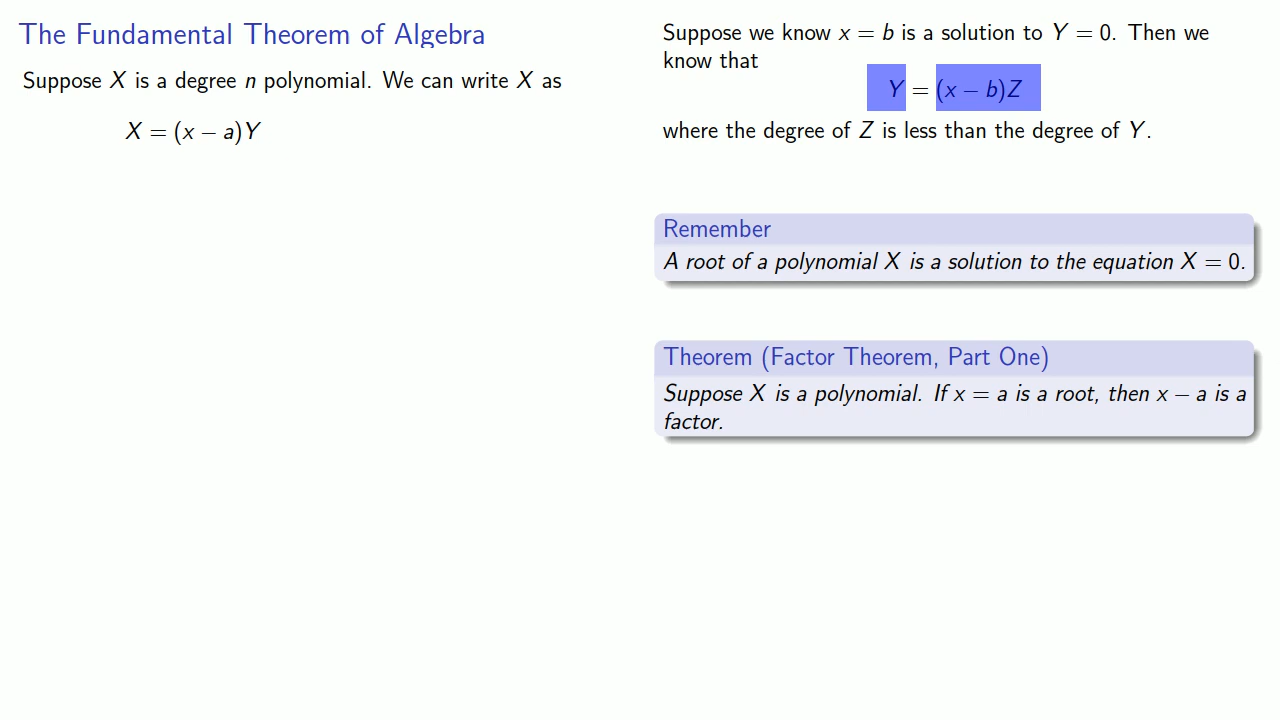 The Fundamental Theorem of Algebra
Suppose X is a degree n polynomial. We can write X as
X = (x − a)Y
Suppose we know x = b is a solution to Y = 0. Then we
know that
Y = (x − b)Z
where the degree of Z is less than the degree of Y.
Remember
A root of a polynomial X is a solution to the equation X = 0.
Theorem (Factor Theorem, Part One)
Suppose X is a polynomial. If x = a is a root, then x − a is a
factor.